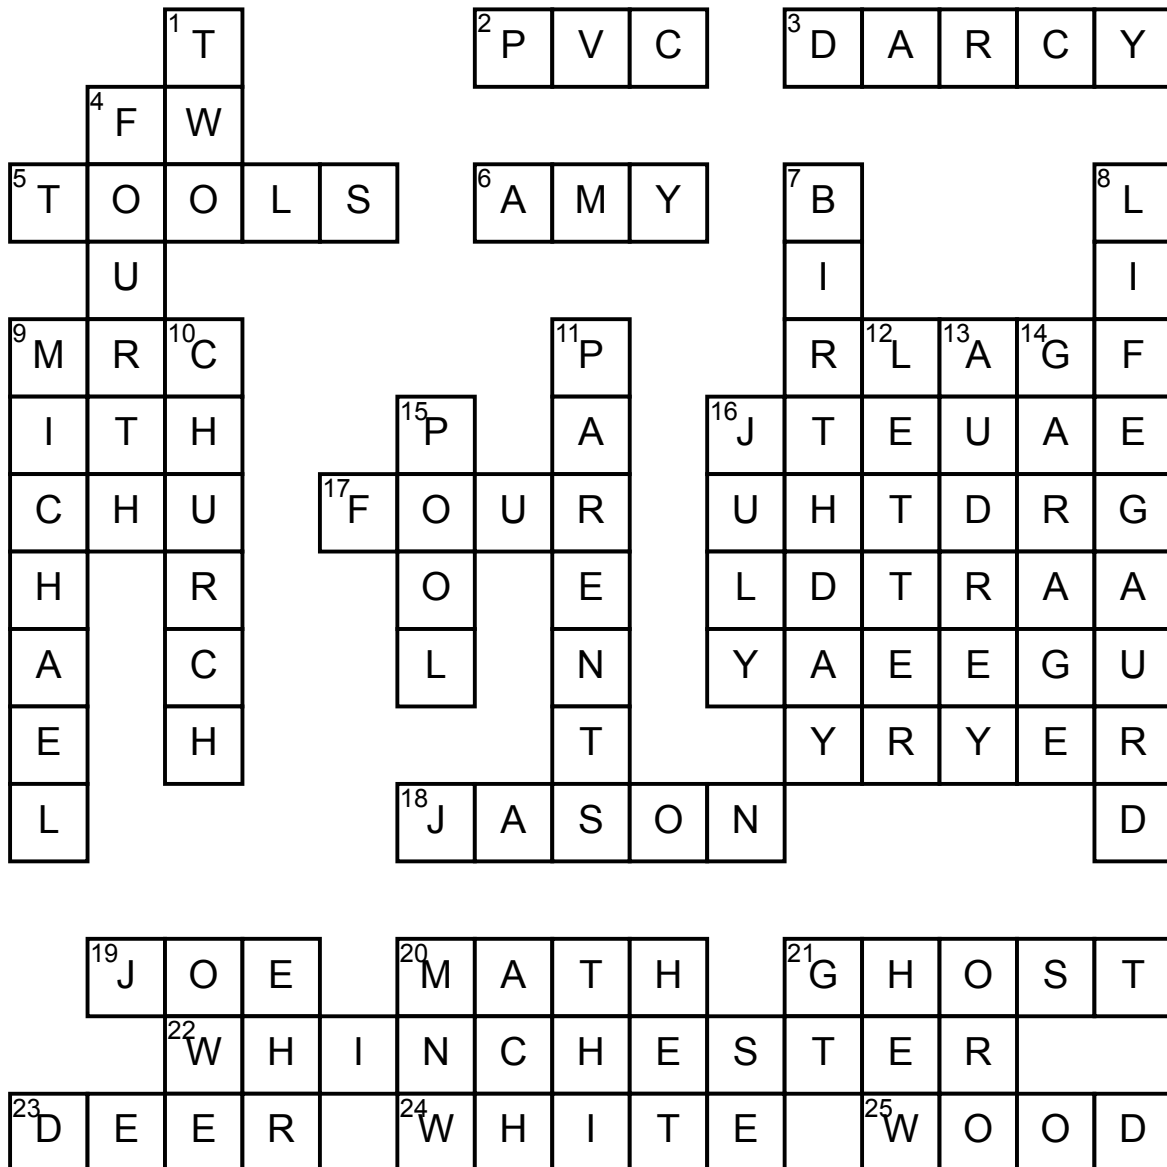 1 T 2 P V C 3 D A R C Y
4 F W
5 T O O L S 6 A M Y 7 B 8 L
U I I
9 M R 10 C 11 P R 12 L 13 A 14 G F
I T H 15 P A 16 J T E U A E
C H U 17 F O U R U H T D R G
H R O E L D T R A A
A C L N Y A E E G U
E H T Y R Y E R
L 18 J A S O N D
19 J O E 20 M A T H 21 G H O S T
22 W H I N C H E S T E R
23 D E E R 24 W H I T E 25 W O O D